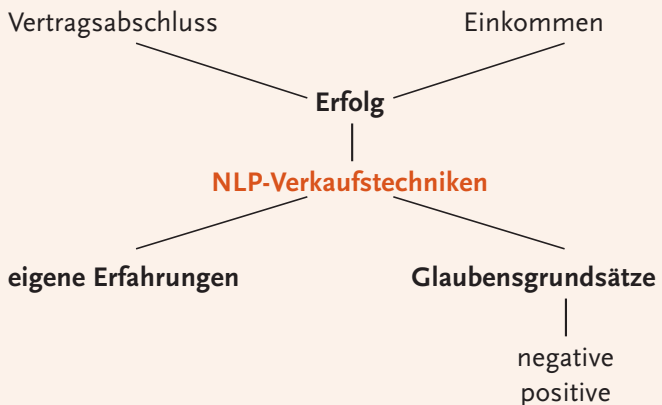 Vertragsabschluss Einkommen
Erfolg
NLP-Verkaufstechniken
eigene Erfahrungen Glaubensgrundsätze
negative
positive